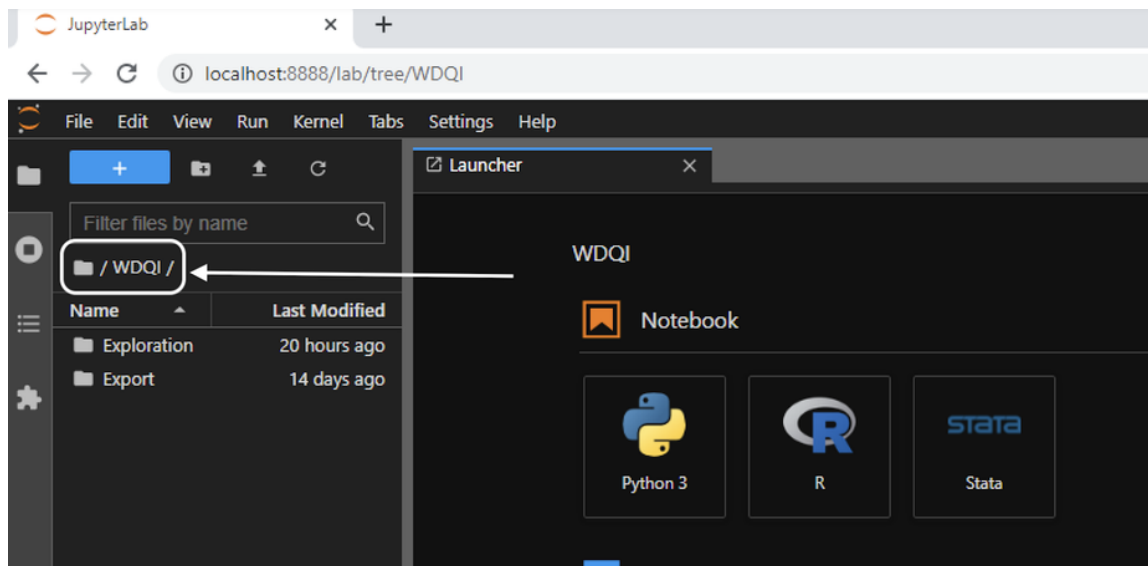 JupyterLab
localhost:8888/lab/tree/WDQI
File Edit View Run Kernel Tabs Settings Help
Launcher
Filter files by name
/ WDQI /
Name Last Modified
Exploration 20 hours ago
Export 14 days ago
WDQI
Notebook
STATA
Python 3 R Stata